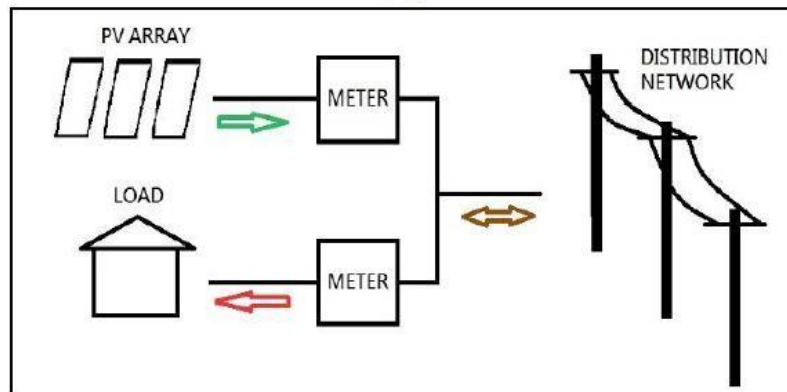 PV ARRAY
METER
DISTRIBUTION
NETWORK
LOAD
METER